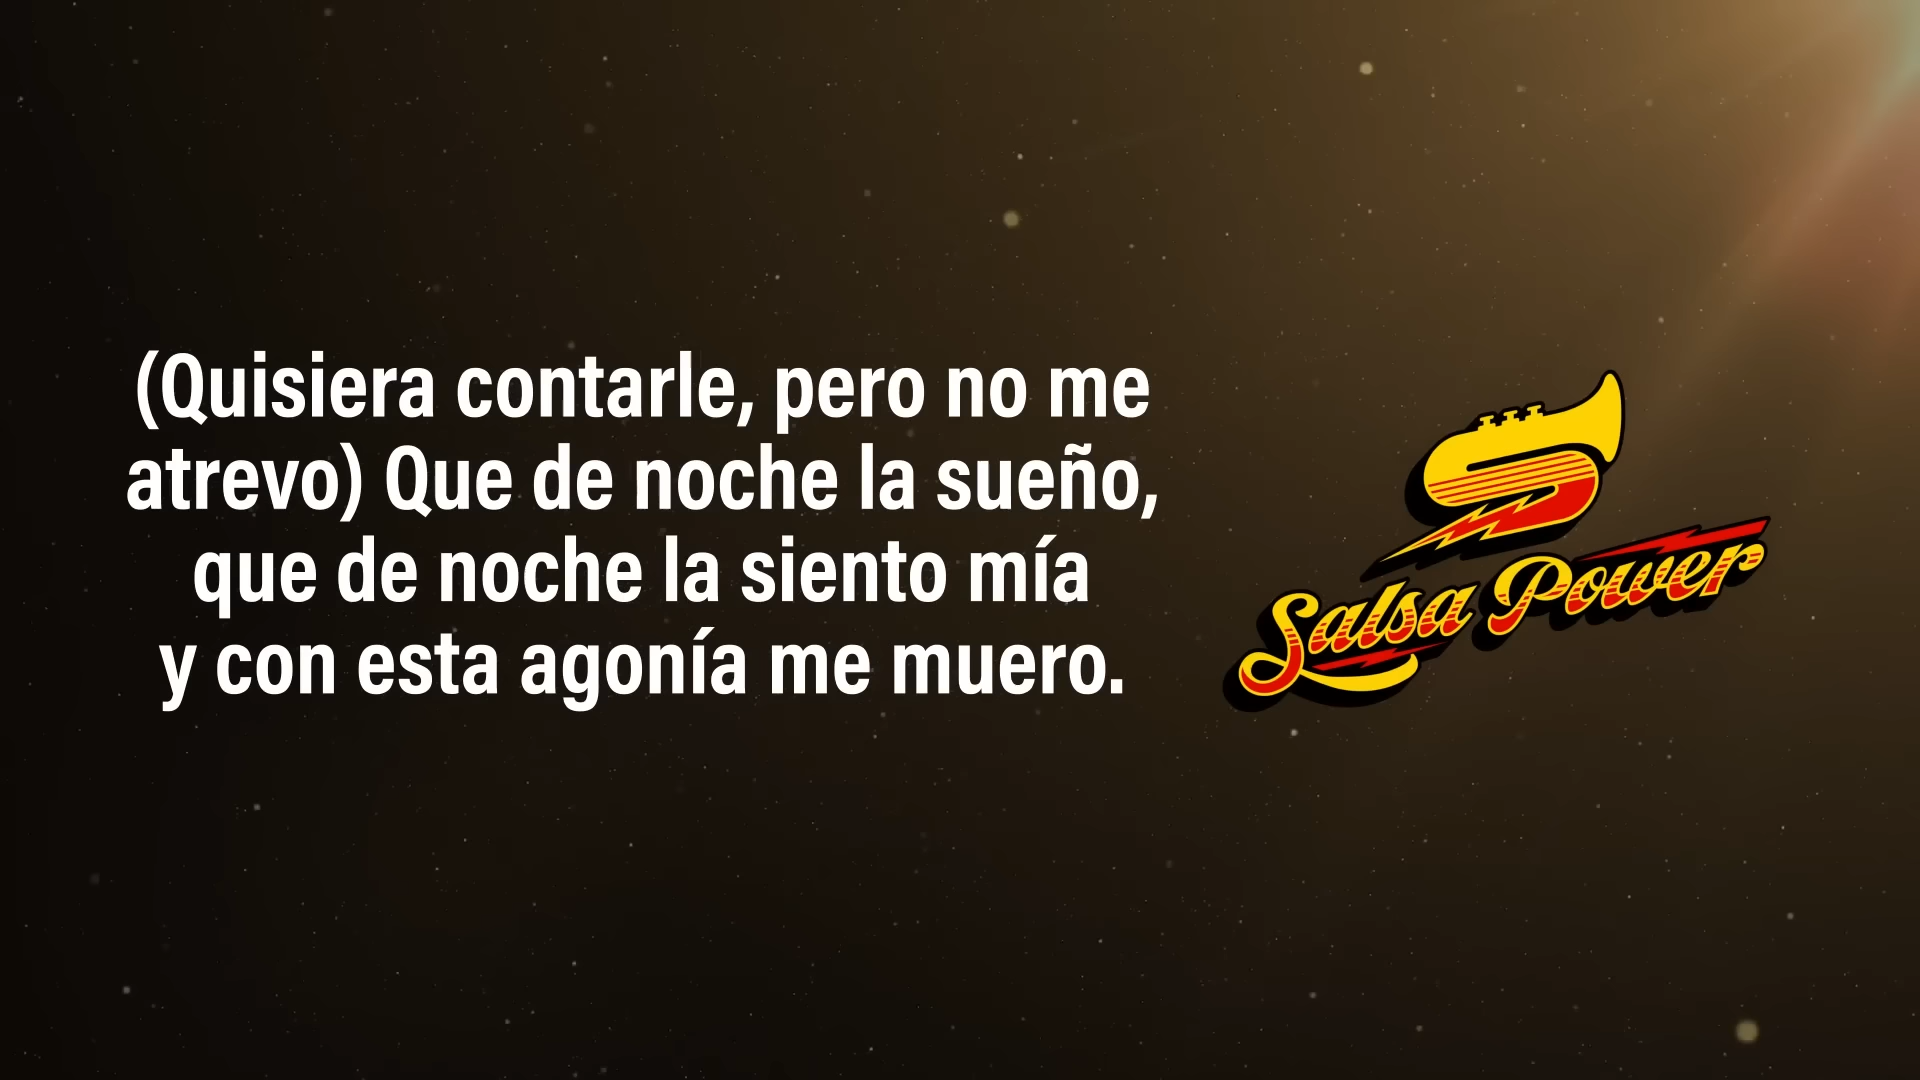 (Quisiera contarle, pero no me
atrevo) Que de noche la sueño,
que de noche la siento mía
y con esta agonía me muero.
Salsa Power